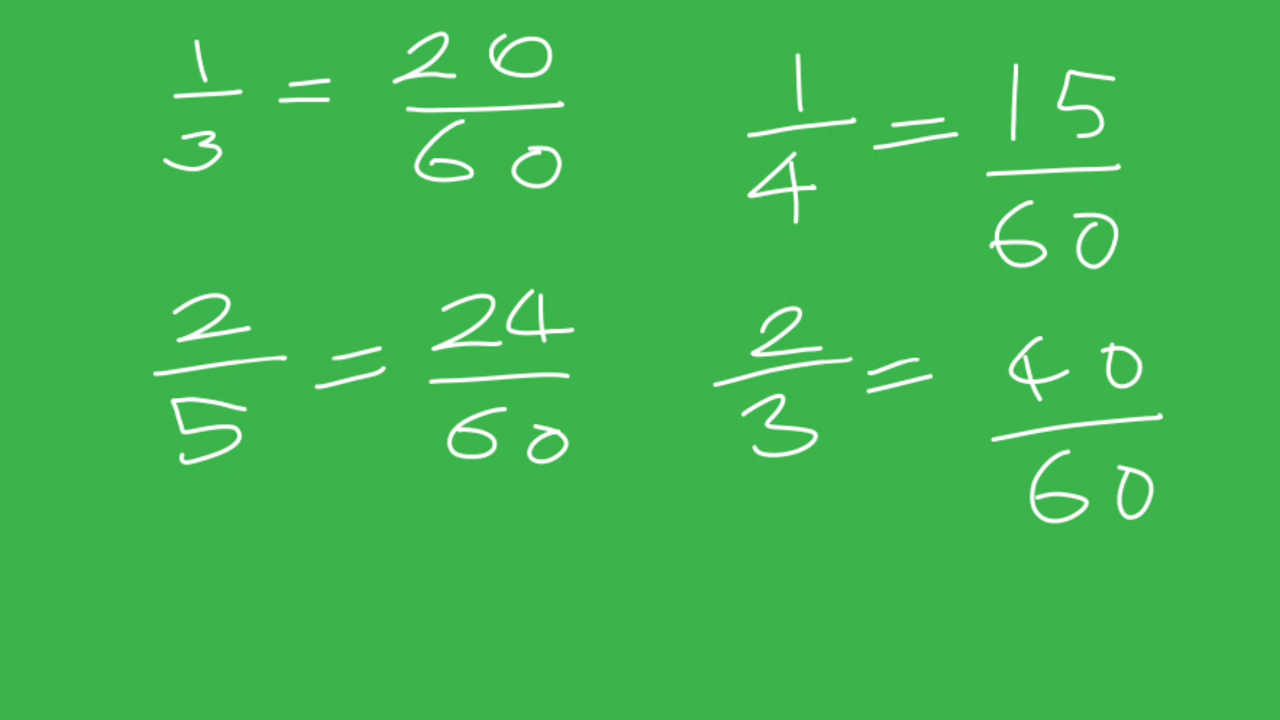 1/3 = 20/60
1/4 = 15/60
2/5 = 24/60
2/3 = 40/60